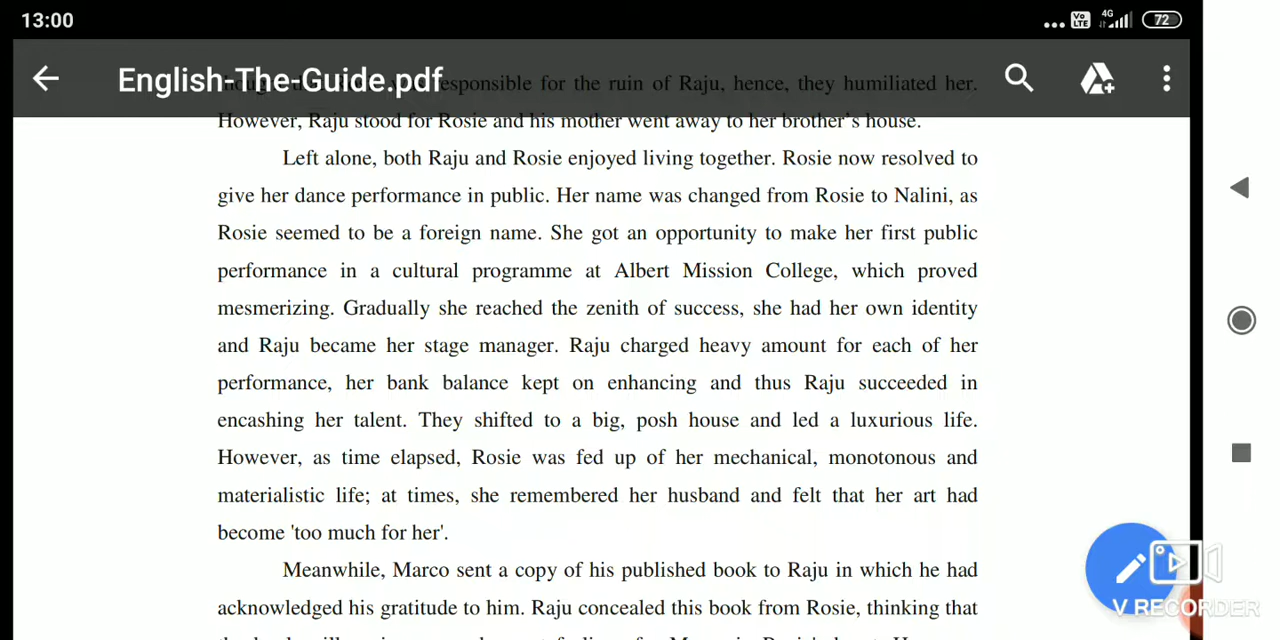 13:00
Vo LTE 4G 72
English-The-Guide.pdf
responsible for the ruin of Raju, hence, they humiliated her.
However, Raju stood for Rosie and his mother went away to her brother's house.
Left alone, both Raju and Rosie enjoyed living together. Rosie now resolved to
give her dance performance in public. Her name was changed from Rosie to Nalini, as
Rosie seemed to be a foreign name. She got an opportunity to make her first public
performance in a cultural programme at Albert Mission College, which proved
mesmerizing. Gradually she reached the zenith of success, she had her own identity
and Raju became her stage manager. Raju charged heavy amount for each of her
performance, her bank balance kept on enhancing and thus Raju succeeded in
encashing her talent. They shifted to a big, posh house and led a luxurious life.
However, as time elapsed, Rosie was fed up of her mechanical, monotonous and
materialistic life; at times, she remembered her husband and felt that her art had
become 'too much for her'.
Meanwhile, Marco sent a copy of his published book to Raju in which he had
acknowledged his gratitude to him. Raju concealed this book from Rosie, thinking that
V RECORDER